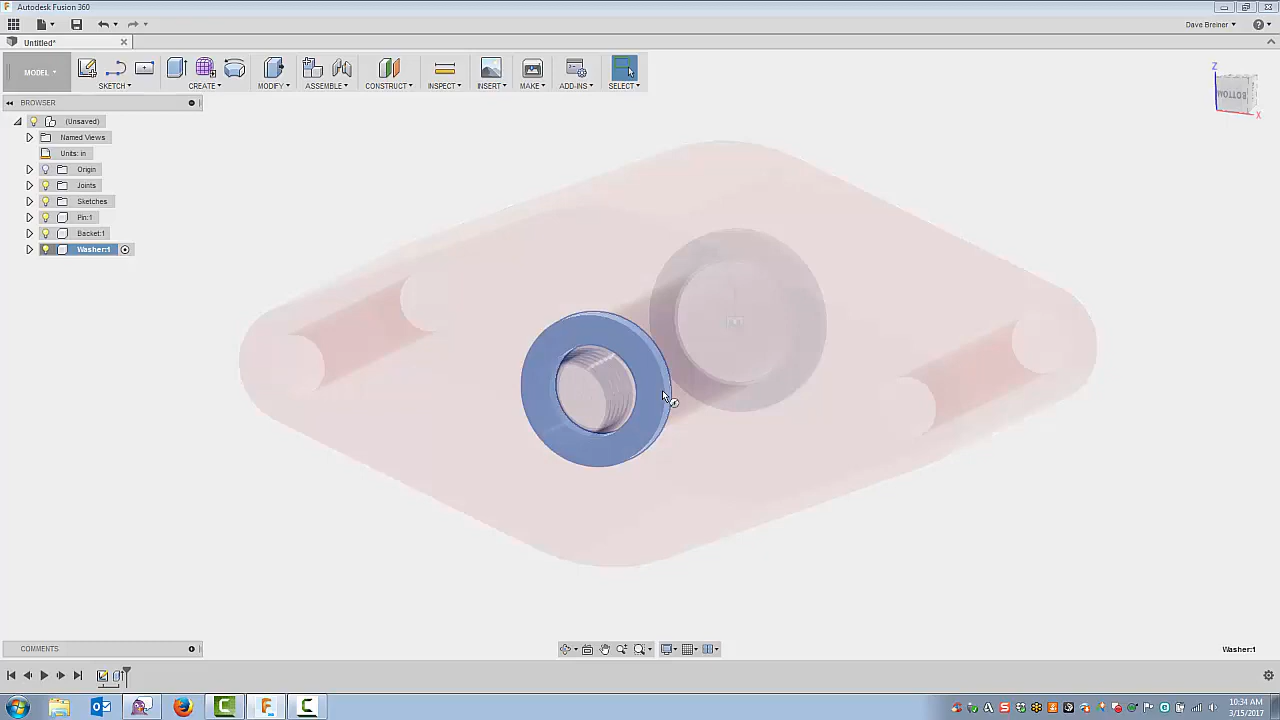 Autodesk Fusion 360
Dave Breiner
Untitled*
MODEL
SKETCH
CREATE
MODIFY
ASSEMBLE
CONSTRUCT
INSPECT
INSERT
MAKE
ADD-INS
SELECT
BROWSER
(Unsaved)
Named Views
Units: in
Origin
Joints
Sketches
Pin:1
Backet:1
Washer:1
Z
BOTTOM
X
COMMENTS
Washer:1
10:34 AM
3/15/2017